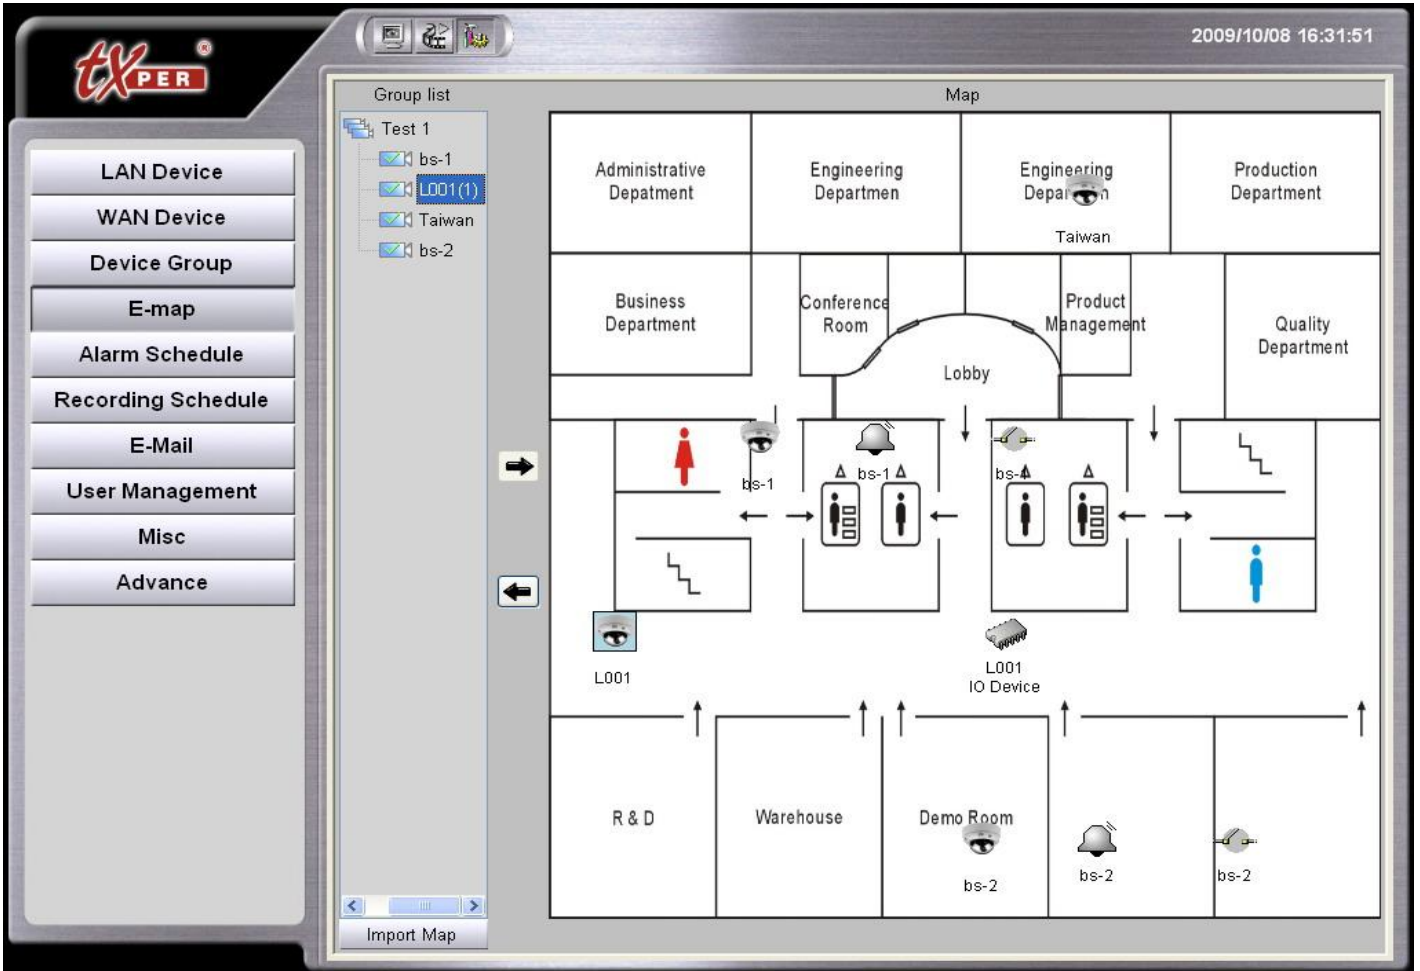 tXPER®
2009/10/08 16:31:51
Group list
Map
LAN Device
WAN Device
Device Group
E-map
Alarm Schedule
Recording Schedule
E-Mail
User Management
Misc
Advance
Test 1
bs-1
L001(1)
Taiwan
bs-2
Import Map
Administrative
Depatment
Engineering
Departmen
Engineering
Taiwan
Production
Department
Business
Department
Conference
Room
Product
Management
Quality
Department
Lobby
bs-1
bs-1
L001
L001
IO Device
R & D
Warehouse
Demo Room
bs-2
bs-2
bs-2